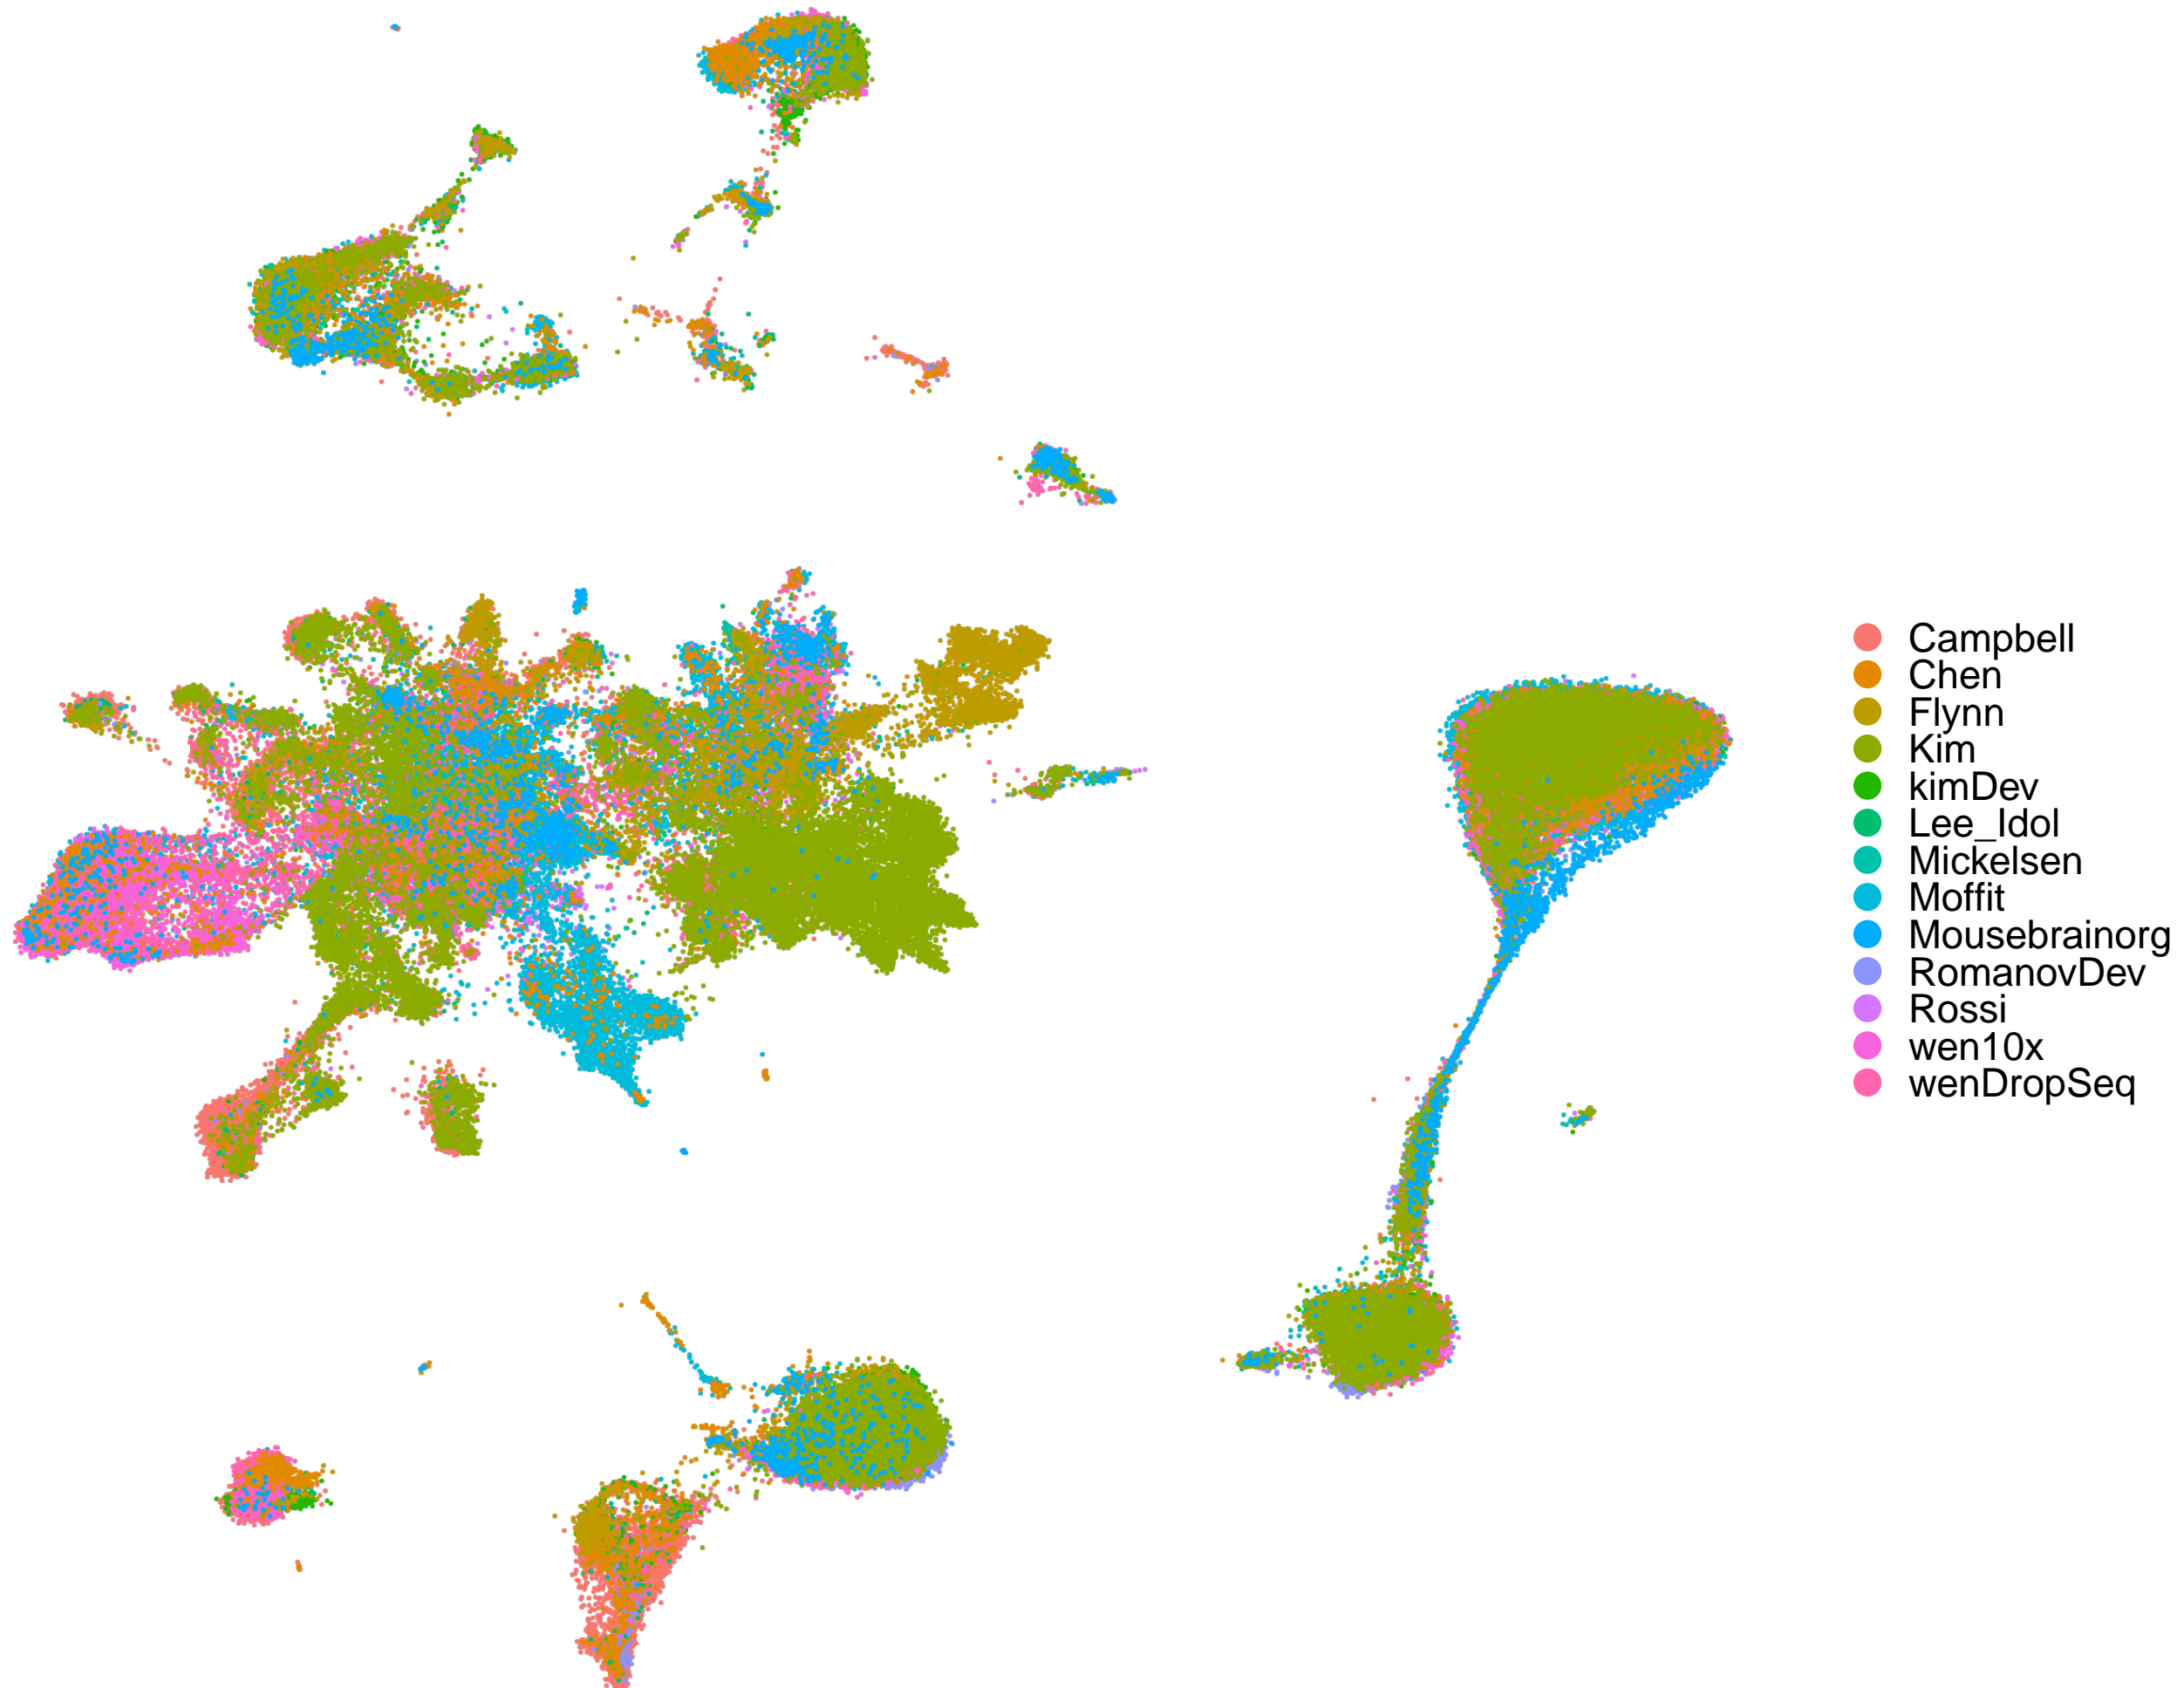 Campbell
Chen
Flynn
Kim
kimDev
Lee_Idol
Mickelsen
Moffit
Mousebrainorg
RomanovDev
Rossi
wen10x
wenDropSeq